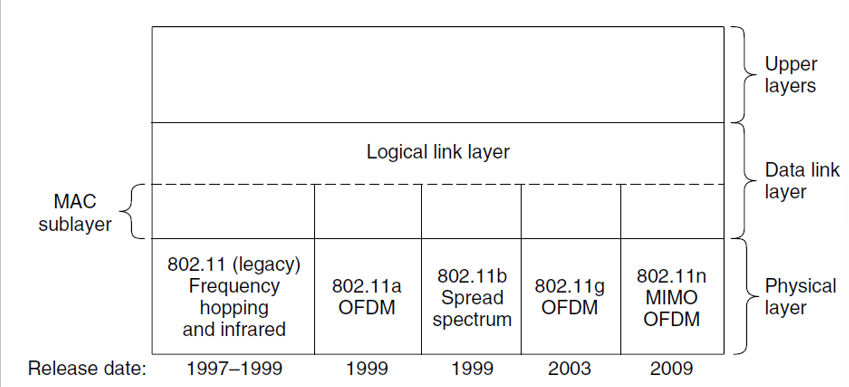 Upper
layers
Logical link layer
Data link
layer
MAC
sublayer
802.11 (legacy)
Frequency
hopping
and infrared
802.11a
OFDM
802.11b
Spread
spectrum
802.11g
OFDM
802.11n
MIMO
OFDM
Physical
layer
Release date: 1997–1999 1999 1999 2003 2009